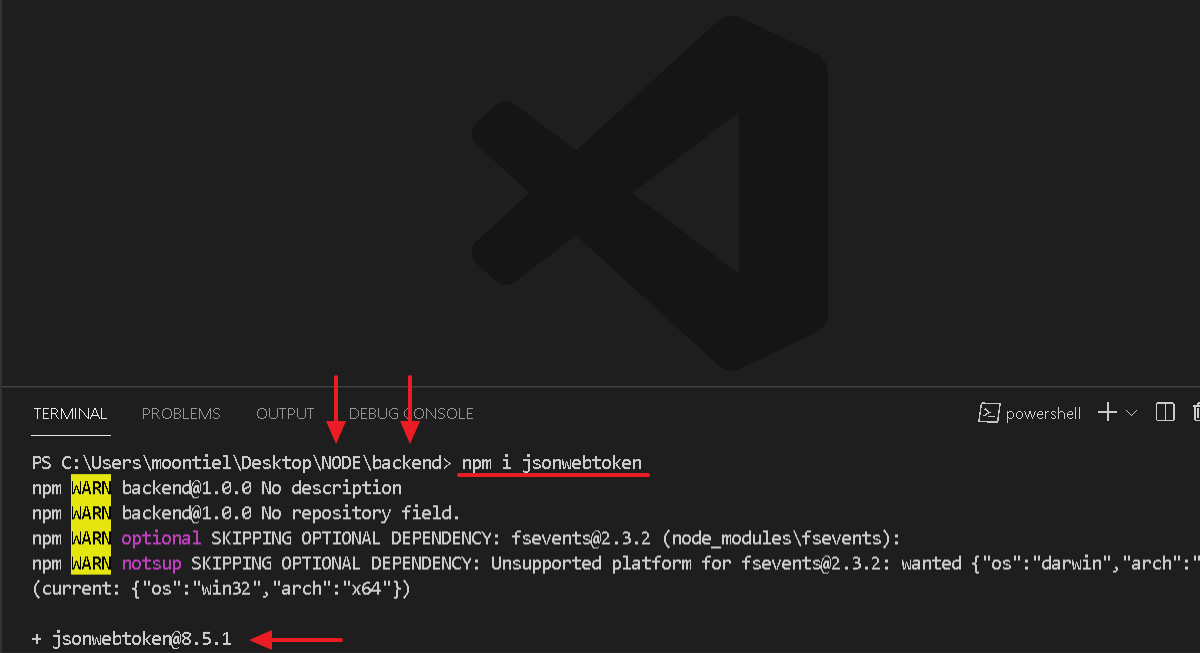 TERMINAL PROBLEMS OUTPUT DEBUG CONSOLE powershell
PS C:\Users\moontiel\Desktop\NODE\backend> npm i jsonwebtoken
npm WARN backend@1.0.0 No description
npm WARN backend@1.0.0 No repository field.
npm WARN optional SKIPPING OPTIONAL DEPENDENCY: fsevents@2.3.2 (node_modules\fsevents):
npm WARN notsup SKIPPING OPTIONAL DEPENDENCY: Unsupported platform for fsevents@2.3.2: wanted {"os":"darwin","arch":"
(current: {"os":"win32","arch":"x64"})
+ jsonwebtoken@8.5.1